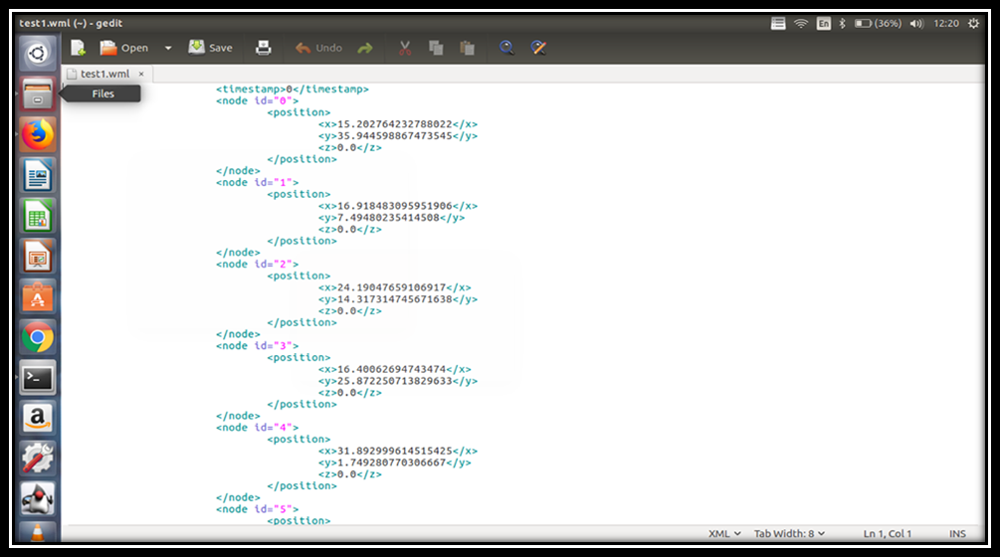 test1.wml (~) - gedit En (36%) 12:20
Open Save Undo
test1.wml ×
Files
<timestamp>0</timestamp>
<node id="0">
<position>
<x>15.202764232788022</x>
<y>35.944598867473545</y>
<z>0.0</z>
</position>
</node>
<node id="1">
<position>
<x>16.918483095951906</x>
<y>7.49480235414508</y>
<z>0.0</z>
</position>
</node>
<node id="2">
<position>
<x>24.19047659106917</x>
<y>14.317314745671638</y>
<z>0.0</z>
</position>
</node>
<node id="3">
<position>
<x>16.40062694743474</x>
<y>25.872250713829633</y>
<z>0.0</z>
</position>
</node>
<node id="4">
<position>
<x>31.892999614515425</x>
<y>1.749280770306667</y>
<z>0.0</z>
</position>
</node>
<node id="5">
<position>
XML Tab Width: 8 Ln 1, Col 1 INS